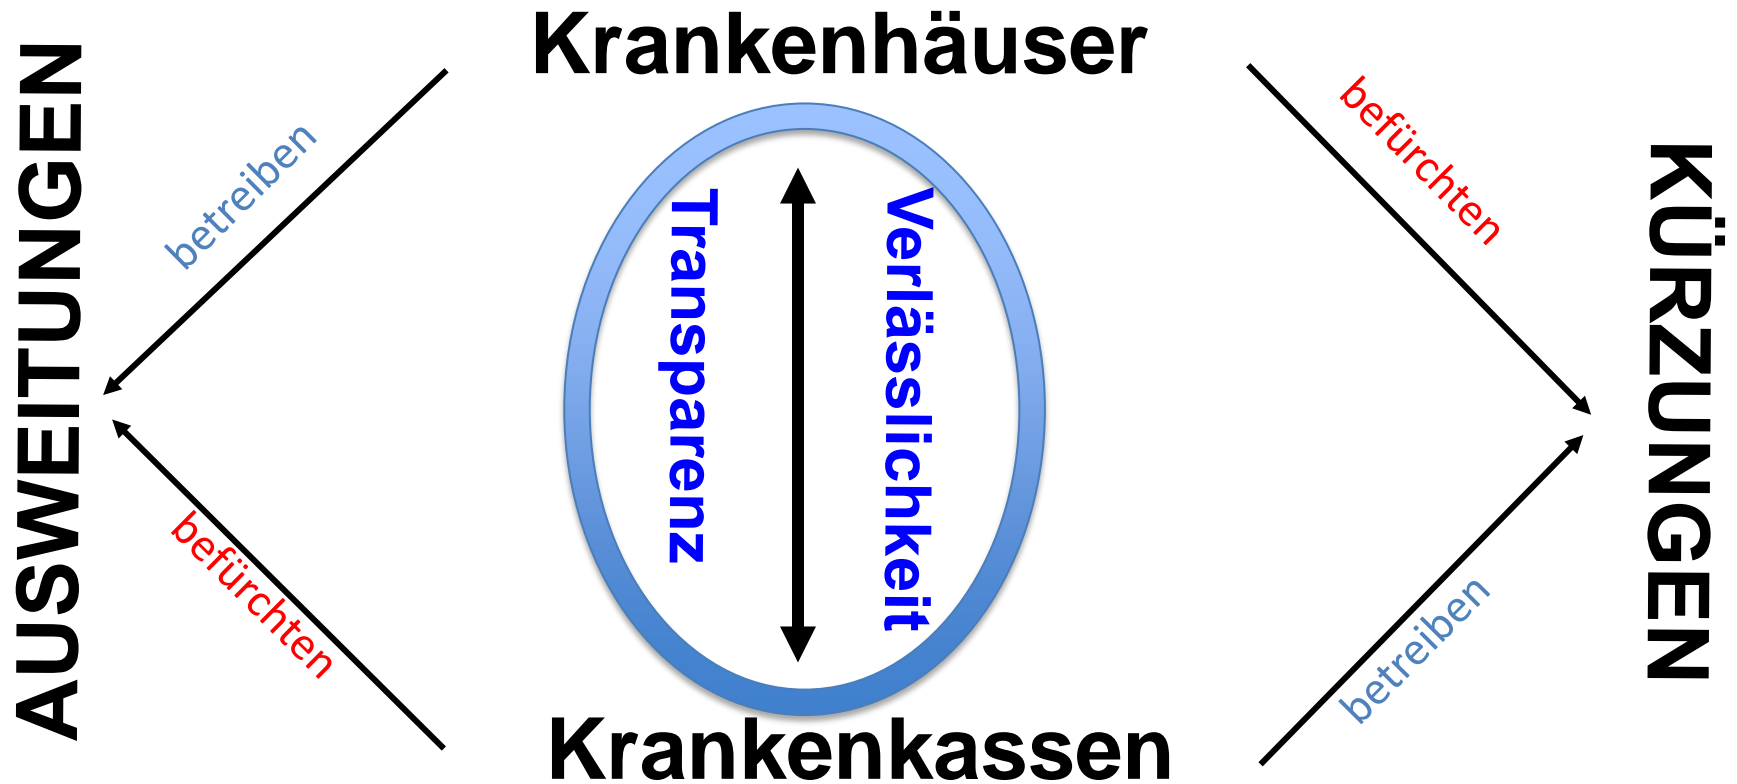 Krankenhäuser
AUSWEITUNGEN
betreiben
befürchten
Transparenz
Verlässlichkeit
befürchten
betreiben
KÜRZUNGEN
Krankenkassen